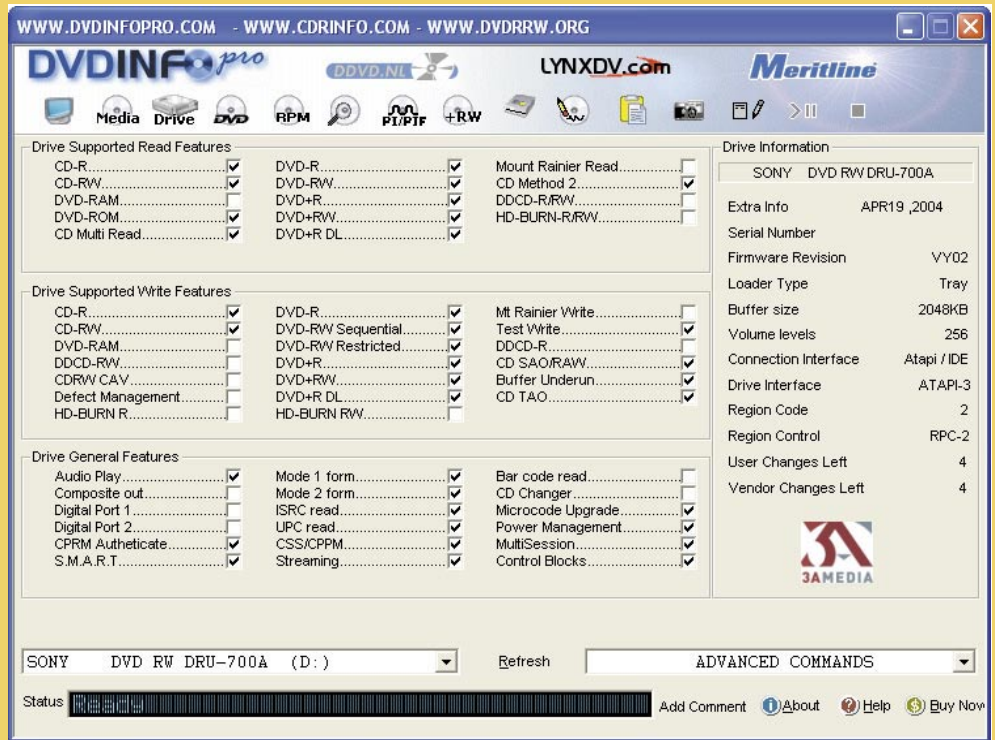 WWW.DVDINFOPRO.COM - WWW.CDRINFO.COM - WWW.DVDRRW.ORG
DVDINFO pro
DDVD.NL
LYNXDV.com
Meritline
Media
Drive
DVD
RPM
PI/PIF
+RW
Drive Supported Read Features
CD-R
CD-RW
DVD-RAM
DVD-ROM
CD Multi Read
DVD-R
DVD-RW
DVD+R
DVD+RW
DVD+R DL
Mount Rainier Read
CD Method 2
DDCD-R/RW
HD-BURN-R/RW
Drive Supported Write Features
CD-R
CD-RW
DVD-RAM
DDCD-RW
CDRW CAV
Defect Management
HD-BURN R
DVD-R
DVD-RW Sequential
DVD-RW Restricted
DVD+R
DVD+RW
DVD+R DL
HD-BURN RW
Mt Rainier Write
Test Write
DDCD-R
CD SAO/RAW
Buffer Underun
CD TAO
Drive General Features
Audio Play
Composite out
Digital Port 1
Digital Port 2
CPRM Autheticate
S.M.A.R.T
Mode 1 form
Mode 2 form
ISRC read
UPC read
CSS/CPPM
Streaming
Bar code read
CD Changer
Microcode Upgrade
Power Management
MultiSession
Control Blocks
Drive Information
SONY DVD RW DRU-700A
Extra Info APR19 ,2004
Serial Number
Firmware Revision VY02
Loader Type Tray
Buffer size 2048KB
Volume levels 256
Connection Interface Atapi / IDE
Drive Interface ATAPI-3
Region Code 2
Region Control RPC-2
User Changes Left 4
Vendor Changes Left 4
3A
3AMEDIA
SONY DVD RW DRU-700A (D:)
Refresh
ADVANCED COMMANDS
Status Ready
Add Comment
About
Help
Buy Now